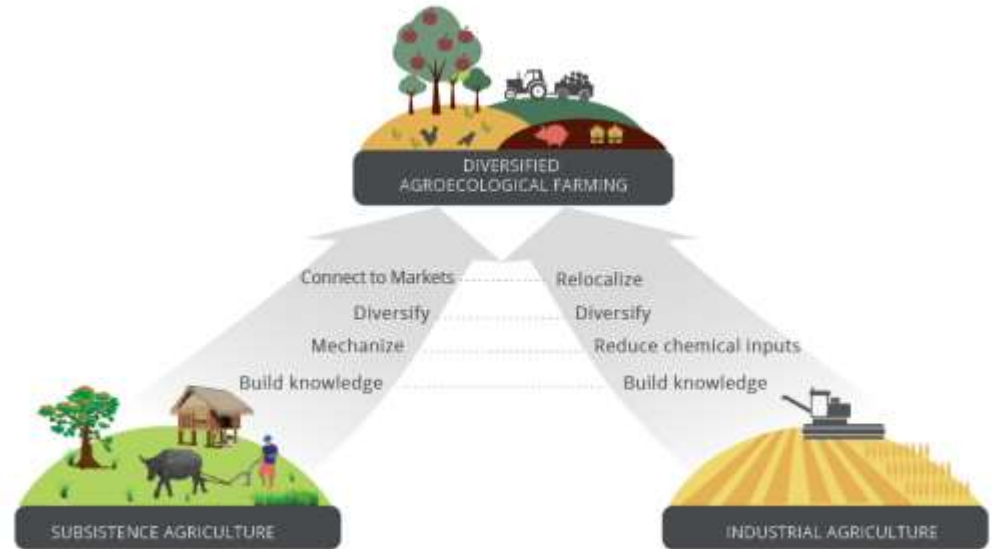 DIVERSIFIED
AGROECOLOGICAL FARMING
Connect to Markets
Relocalize
Diversify
Diversify
Mechanize
Reduce chemical inputs
Build knowledge
Build knowledge
SUBSISTENCE AGRICULTURE
INDUSTRIAL AGRICULTURE